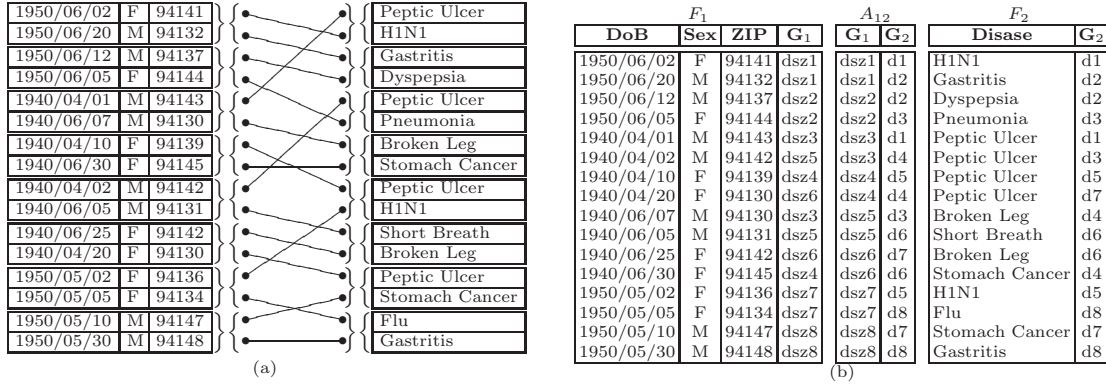 1950/06/02 F 94141 Peptic Ulcer
1950/06/20 M 94132 H1N1
1950/06/12 M 94137 Gastritis
1950/06/05 F 94144 Dyspepsia
1940/04/01 M 94143 Peptic Ulcer
1940/06/07 M 94130 Pneumonia
1940/04/10 F 94139 Broken Leg
1940/06/30 F 94145 Stomach Cancer
1940/04/02 M 94142 Peptic Ulcer
1940/06/05 M 94131 H1N1
1940/06/25 F 94142 Short Breath
1940/04/20 F 94130 Broken Leg
1950/05/02 F 94136 Peptic Ulcer
1950/05/05 F 94134 Stomach Cancer
1950/05/10 M 94147 Flu
1950/05/30 M 94148 Gastritis
(a)
F1 A12 F2
DoB Sex ZIP G1 G1 G2 Disase G2
1950/06/02 F 94141 dsz1 dsz1 d1 H1N1 d1
1950/06/20 M 94132 dsz1 dsz1 d2 Gastritis d2
1950/06/12 M 94137 dsz2 dsz2 d2 Dyspepsia d2
1950/06/05 F 94144 dsz2 dsz2 d3 Pneumonia d3
1940/04/01 M 94143 dsz3 dsz3 d1 Peptic Ulcer d1
1940/04/02 M 94142 dsz5 dsz3 d4 Peptic Ulcer d3
1940/04/10 F 94139 dsz4 dsz4 d5 Peptic Ulcer d5
1940/04/20 F 94130 dsz6 dsz4 d4 Peptic Ulcer d7
1940/06/07 M 94130 dsz3 dsz5 d3 Broken Leg d4
1940/06/05 M 94131 dsz5 dsz5 d6 Short Breath d6
1940/06/25 F 94142 dsz6 dsz6 d7 Broken Leg d6
1940/06/30 F 94145 dsz4 dsz6 d6 Stomach Cancer d4
1950/05/02 F 94136 dsz7 dsz7 d5 H1N1 d5
1950/05/05 F 94134 dsz7 dsz7 d8 Flu d8
1950/05/10 M 94147 dsz8 dsz8 d7 Stomach Cancer d7
1950/05/30 M 94148 dsz8 dsz8 d8 Gastritis d8
(b)